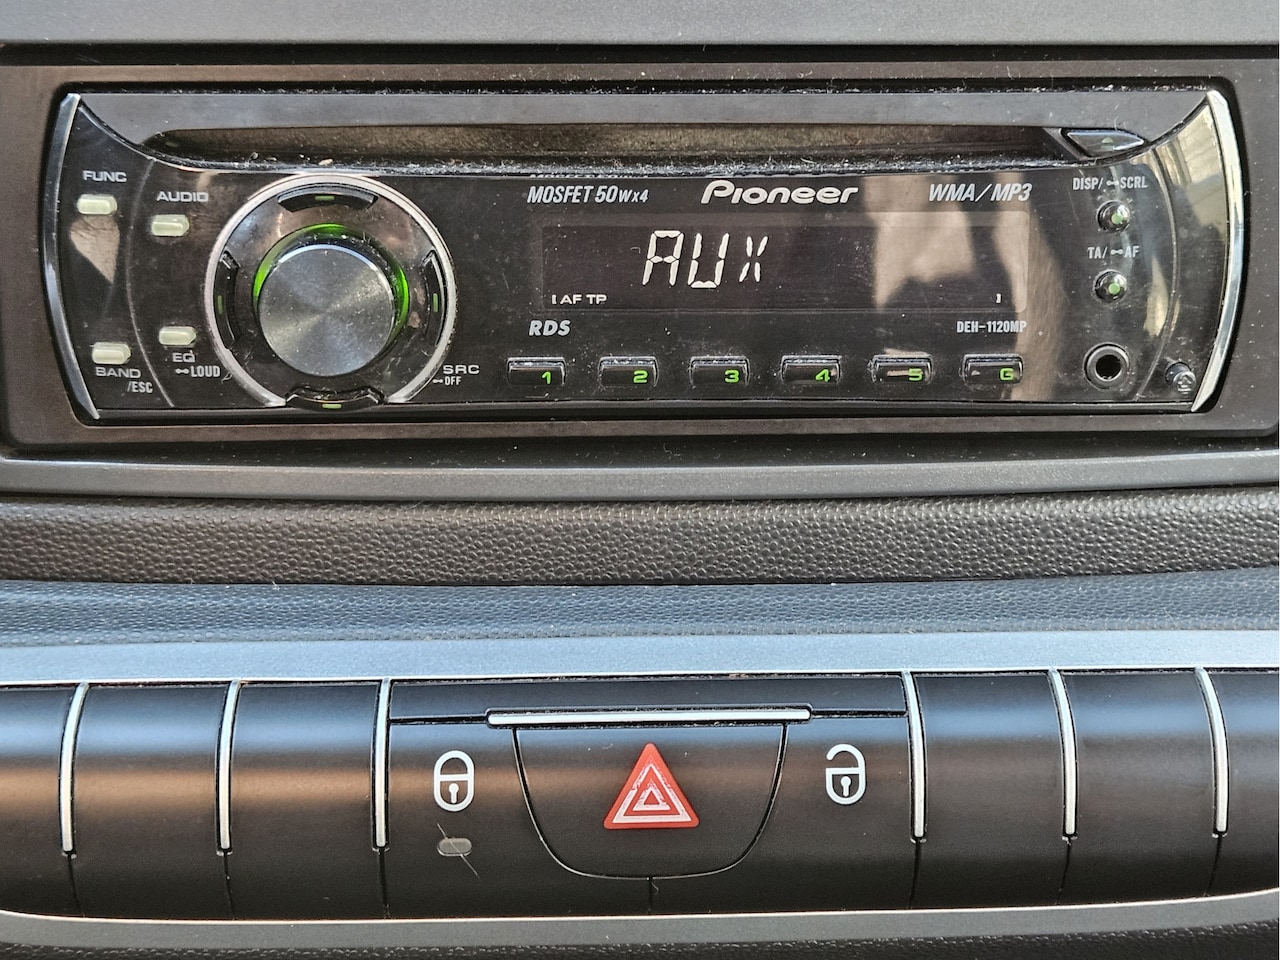 FUNC
AUDIO
MOSFET 50Wx4
Pioneer
WMA/MP3
DISP/ SCRL
AUX
TA/ AF
AF TP
RDS
DEH-1120MP
EQ
LOUD
BAND
/ESC
SRC
OFF
1
2
3
4
5
6